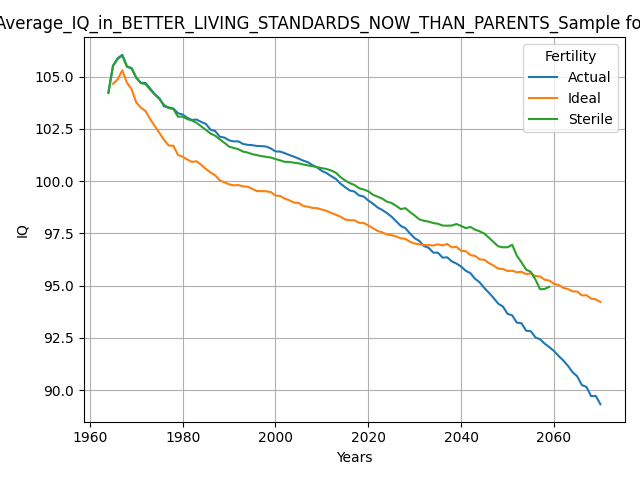 Average_IQ_in_BETTER_LIVING_STANDARDS_NOW_THAN_PARENTS_Sample fo
Fertility
Actual
Ideal
Sterile
IQ
105.0
102.5
100.0
97.5
95.0
92.5
90.0
1960 1980 2000 2020 2040 2060
Years